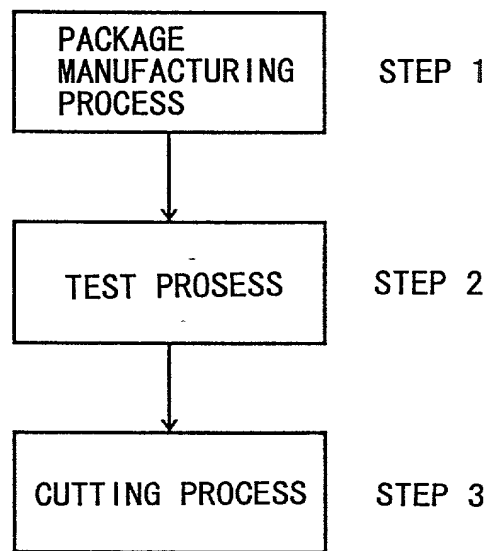 PACKAGE
MANUFACTURING
PROCESS
STEP 1
TEST PROSESS
STEP 2
CUTTING PROCESS
STEP 3